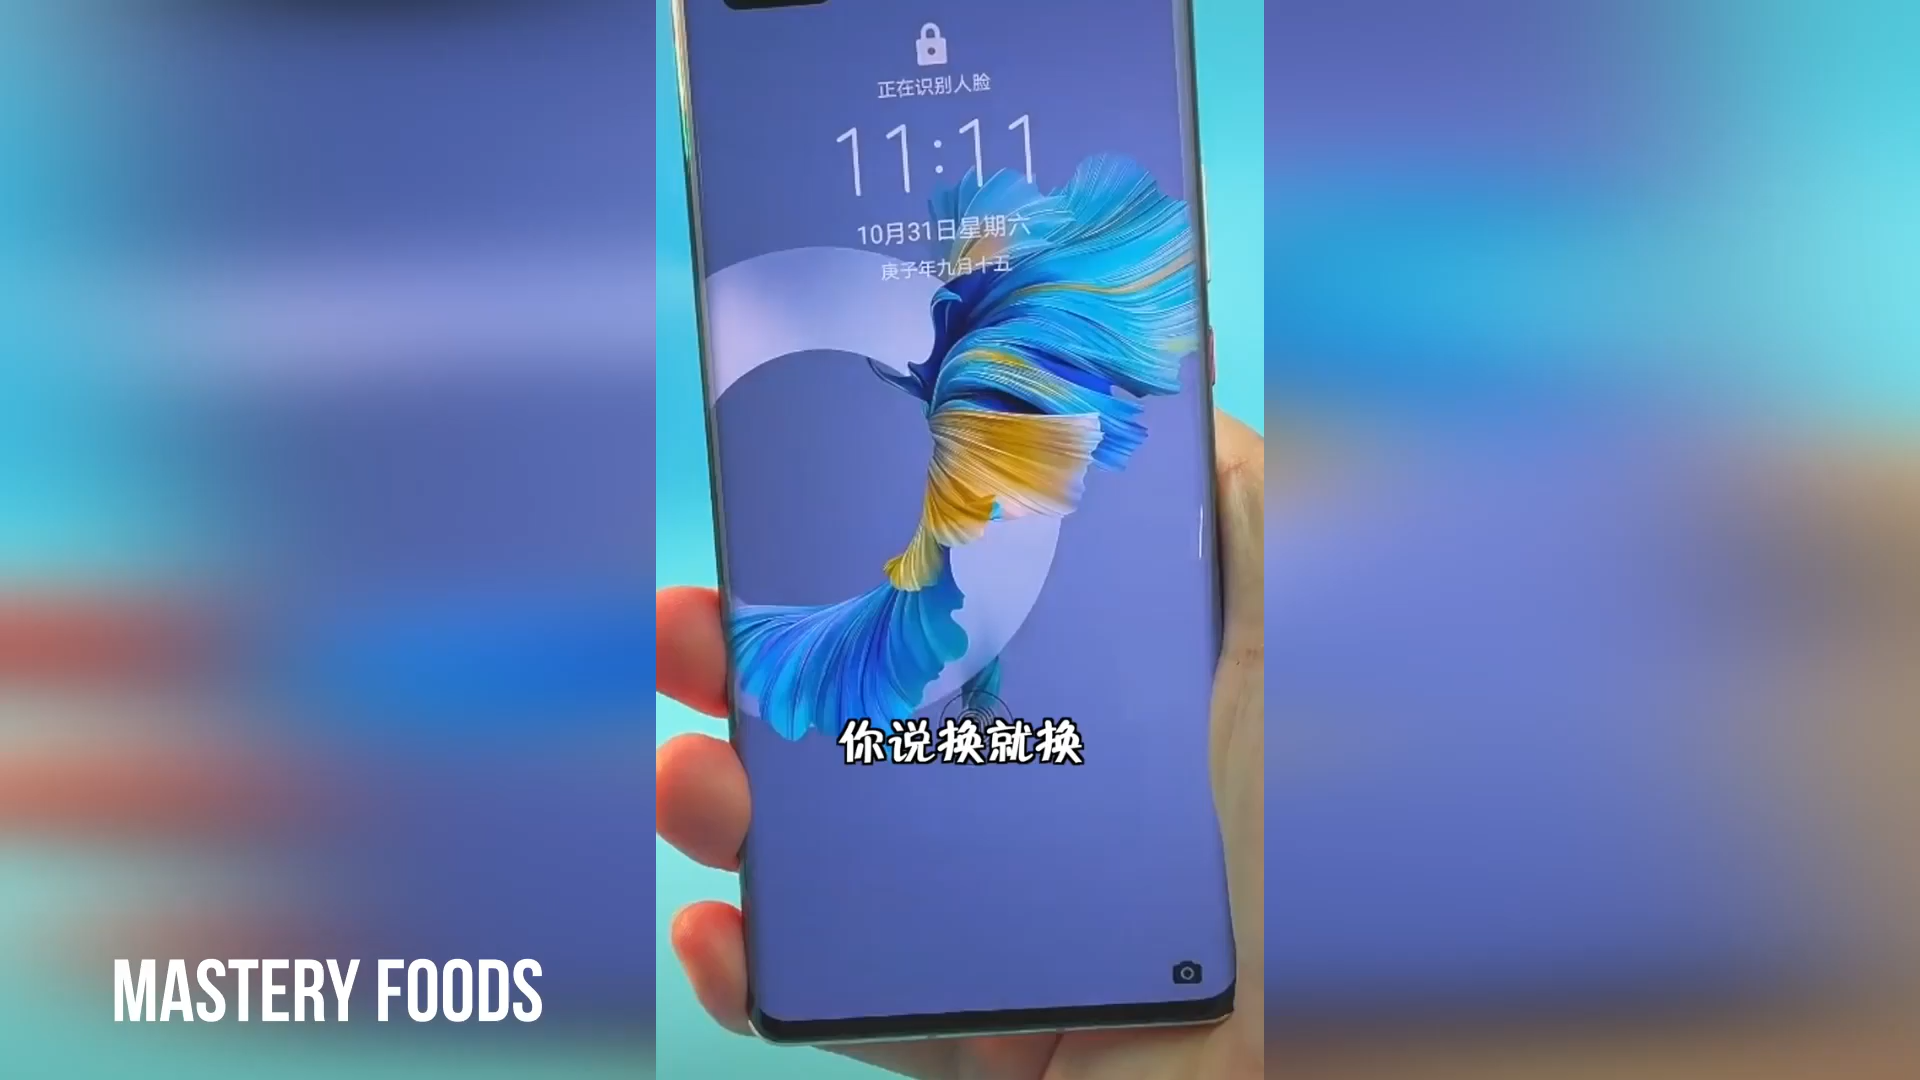 正在识别人脸
11:11
10月31日星期六
庚子年九月十五
你说换就换
MASTERY FOODS